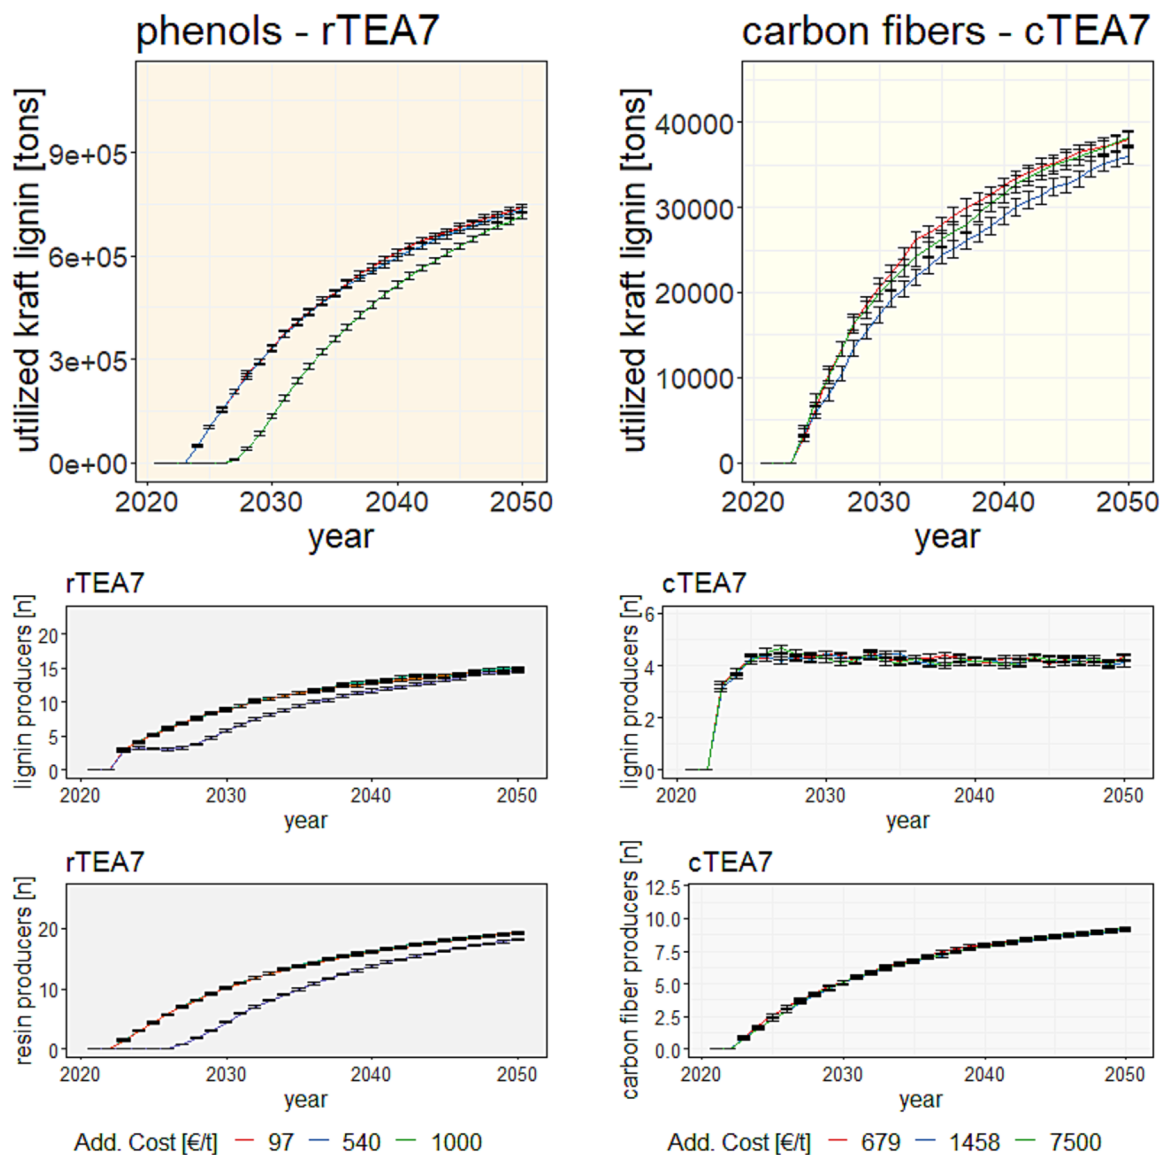 phenols - rTEA7
carbon fibers - cTEA7
utilized kraft lignin [tons]
9e+05
6e+05
3e+05
0e+00
2020 2030 2040 2050
year
utilized kraft lignin [tons]
40000
30000
20000
10000
0
2020 2030 2040 2050
year
rTEA7
lignin producers [n]
20
15
10
5
0
2020 2030 2040 2050
year
cTEA7
lignin producers [n]
6
4
2
0
2020 2030 2040 2050
year
rTEA7
resin producers [n]
20
10
0
2020 2030 2040 2050
year
cTEA7
carbon fiber producers [n]
12.5
10.0
7.5
5.0
2.5
0.0
2020 2030 2040 2050
year
Add. Cost [€/t] 97 540 1000
Add. Cost [€/t] 679 1458 7500